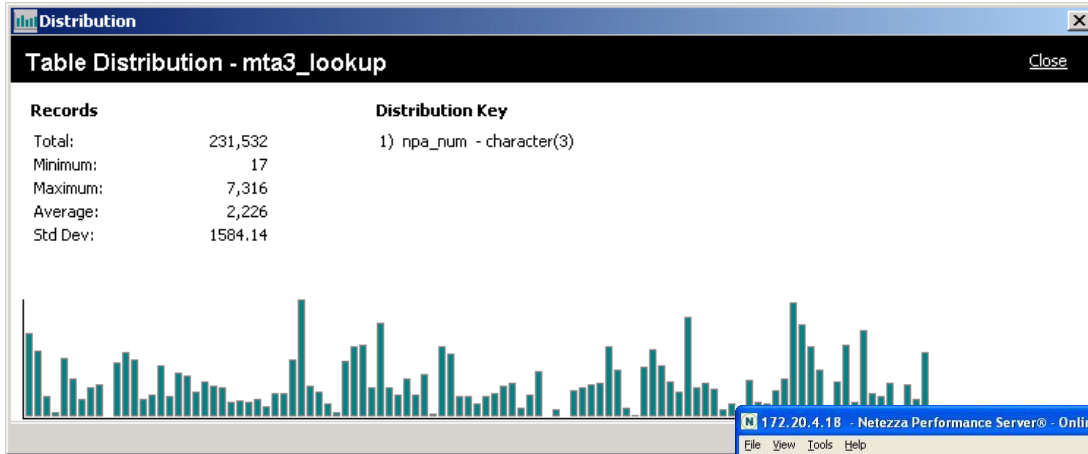 Distribution
Table Distribution - mta3_lookup
Close
Records
Distribution Key
Total: 231,532
1) npa_num - character(3)
Minimum: 17
Maximum: 7,316
Average: 2,226
Std Dev: 1584.14
N 172.20.4.18 - Netezza Performance Server® - Onli
File View Tools Help